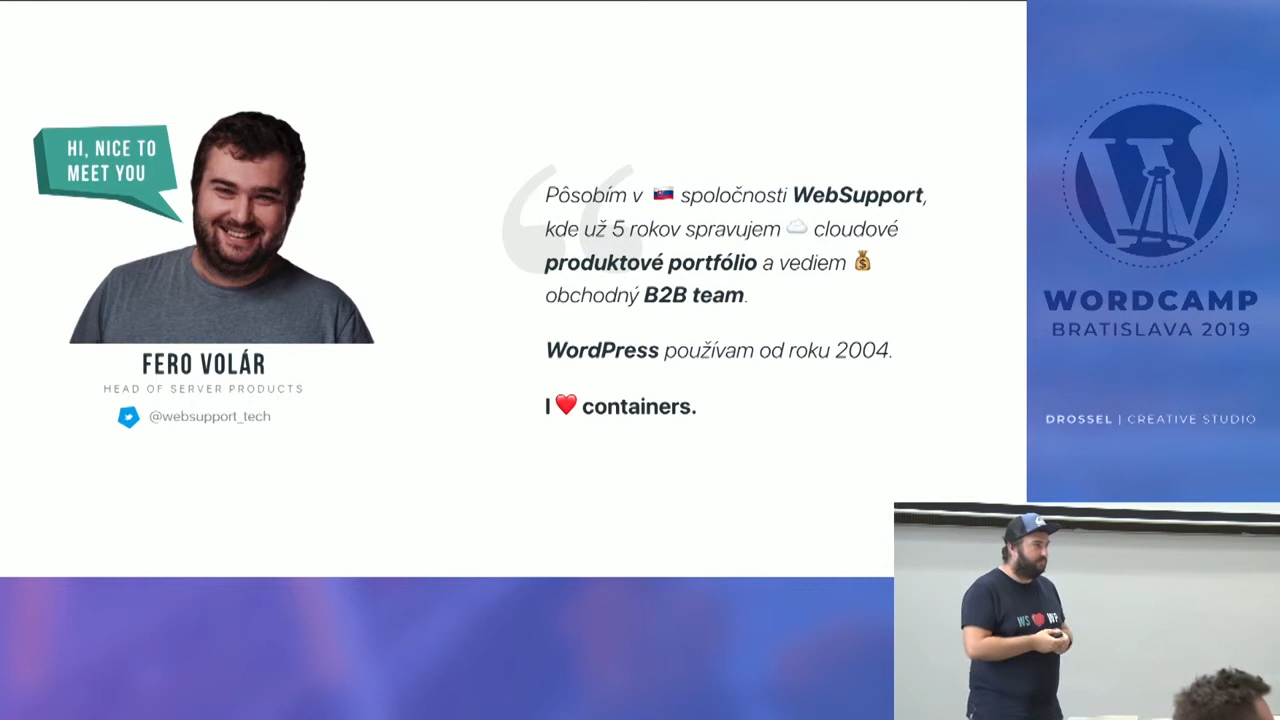 HI, NICE TO
MEET YOU
FERO VOLÁR
HEAD OF SERVER PRODUCTS
@websupport_tech
Pôsobím v 🇸🇰 spoločnosti WebSupport,
kde už 5 rokov spravujem ☁️ cloudové
produktové portfólio a vediem 💰
obchodný B2B team.
WordPress používam od roku 2004.
I ❤️ containers.
WORDCAMP
BRATISLAVA 2019
DROSSEL | CREATIVE STUDIO
WS ❤️ WP